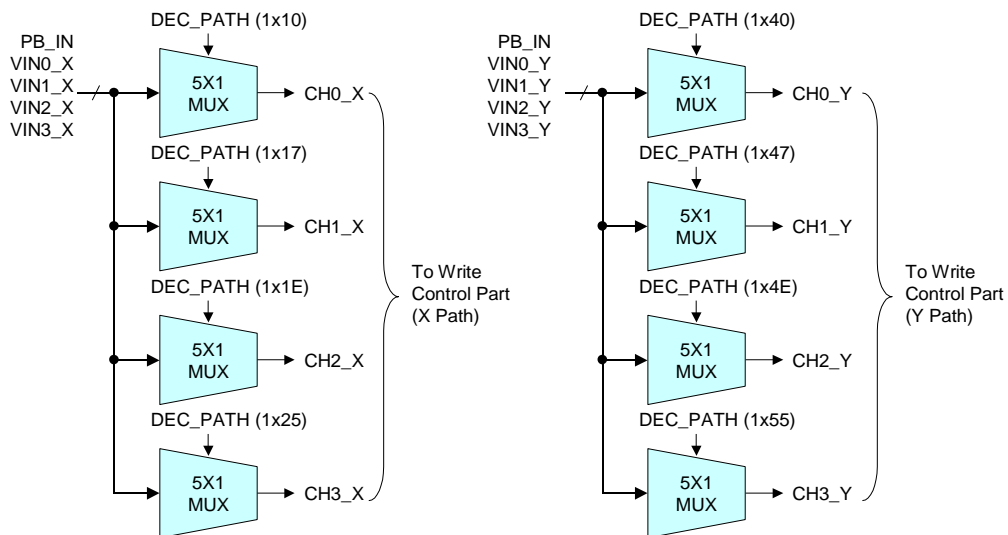 DEC_PATH (1x10)
PB_IN
VIN0_X
VIN1_X
VIN2_X
VIN3_X
5X1
MUX
CH0_X
DEC_PATH (1x17)
5X1
MUX
CH1_X
DEC_PATH (1x1E)
5X1
MUX
CH2_X
DEC_PATH (1x25)
5X1
MUX
CH3_X
To Write
Control Part
(X Path)
DEC_PATH (1x40)
PB_IN
VIN0_Y
VIN1_Y
VIN2_Y
VIN3_Y
5X1
MUX
CH0_Y
DEC_PATH (1x47)
5X1
MUX
CH1_Y
DEC_PATH (1x4E)
5X1
MUX
CH2_Y
DEC_PATH (1x55)
5X1
MUX
CH3_Y
To Write
Control Part
(Y Path)